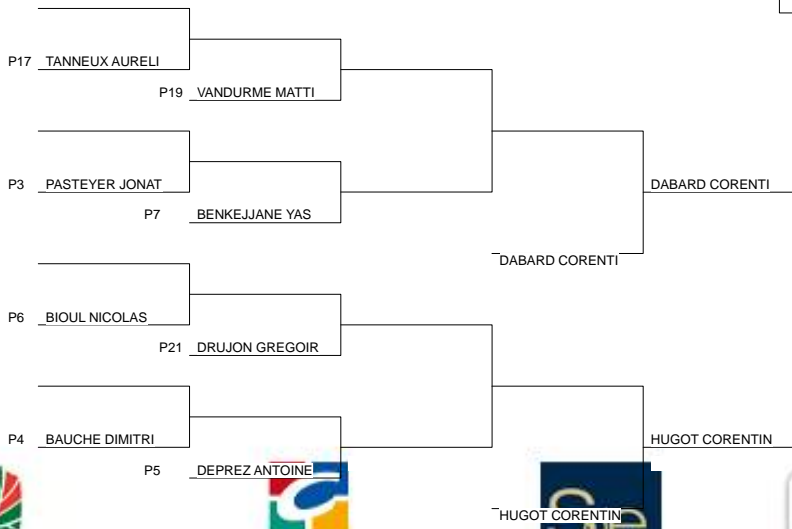 P17 TANNEUX AURELI
P19 VANDURME MATTI
P3 PASTEYER JONAT
DABARD CORENTI
P7 BENKEJJANE YAS
DABARD CORENTI
P6 BIOUL NICOLAS
P21 DRUJON GREGOIR
P4 BAUCHE DIMITRI
HUGOT CORENTIN
P5 DEPREZ ANTOINE
HUGOT CORENTIN